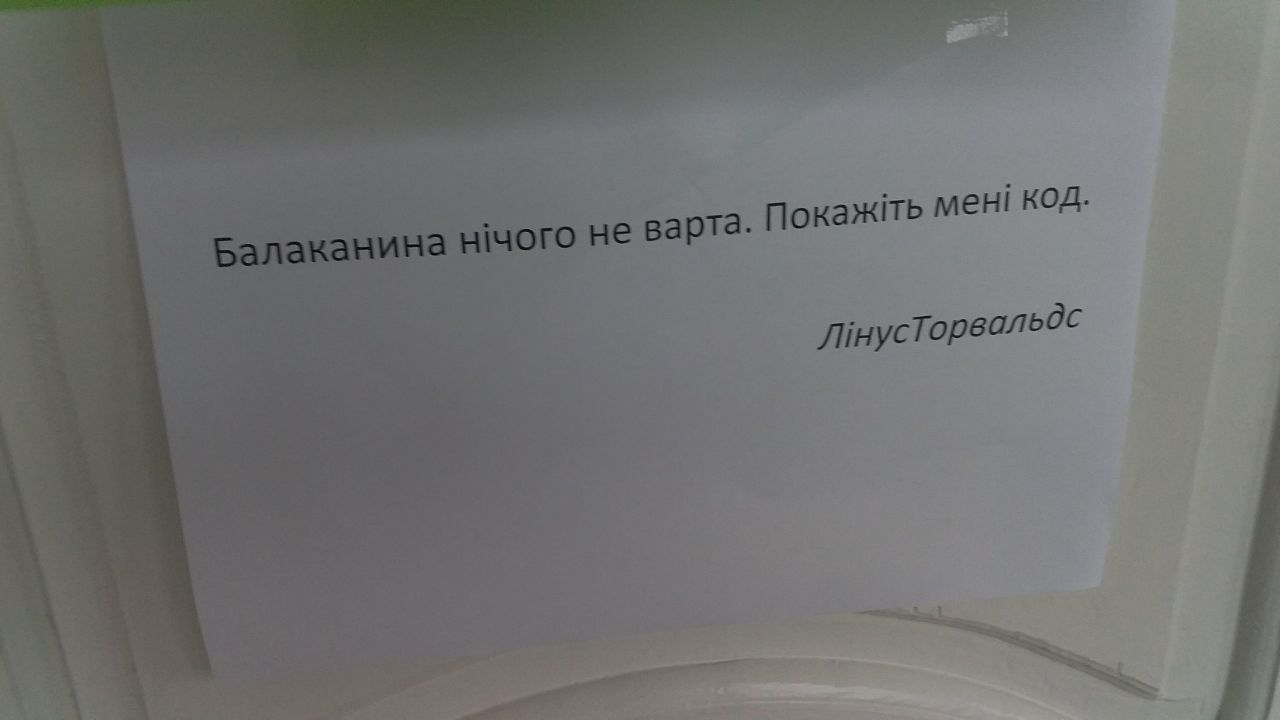 Балаканина нічого не варта. Покажіть мені код.
ЛінусТорвальдс